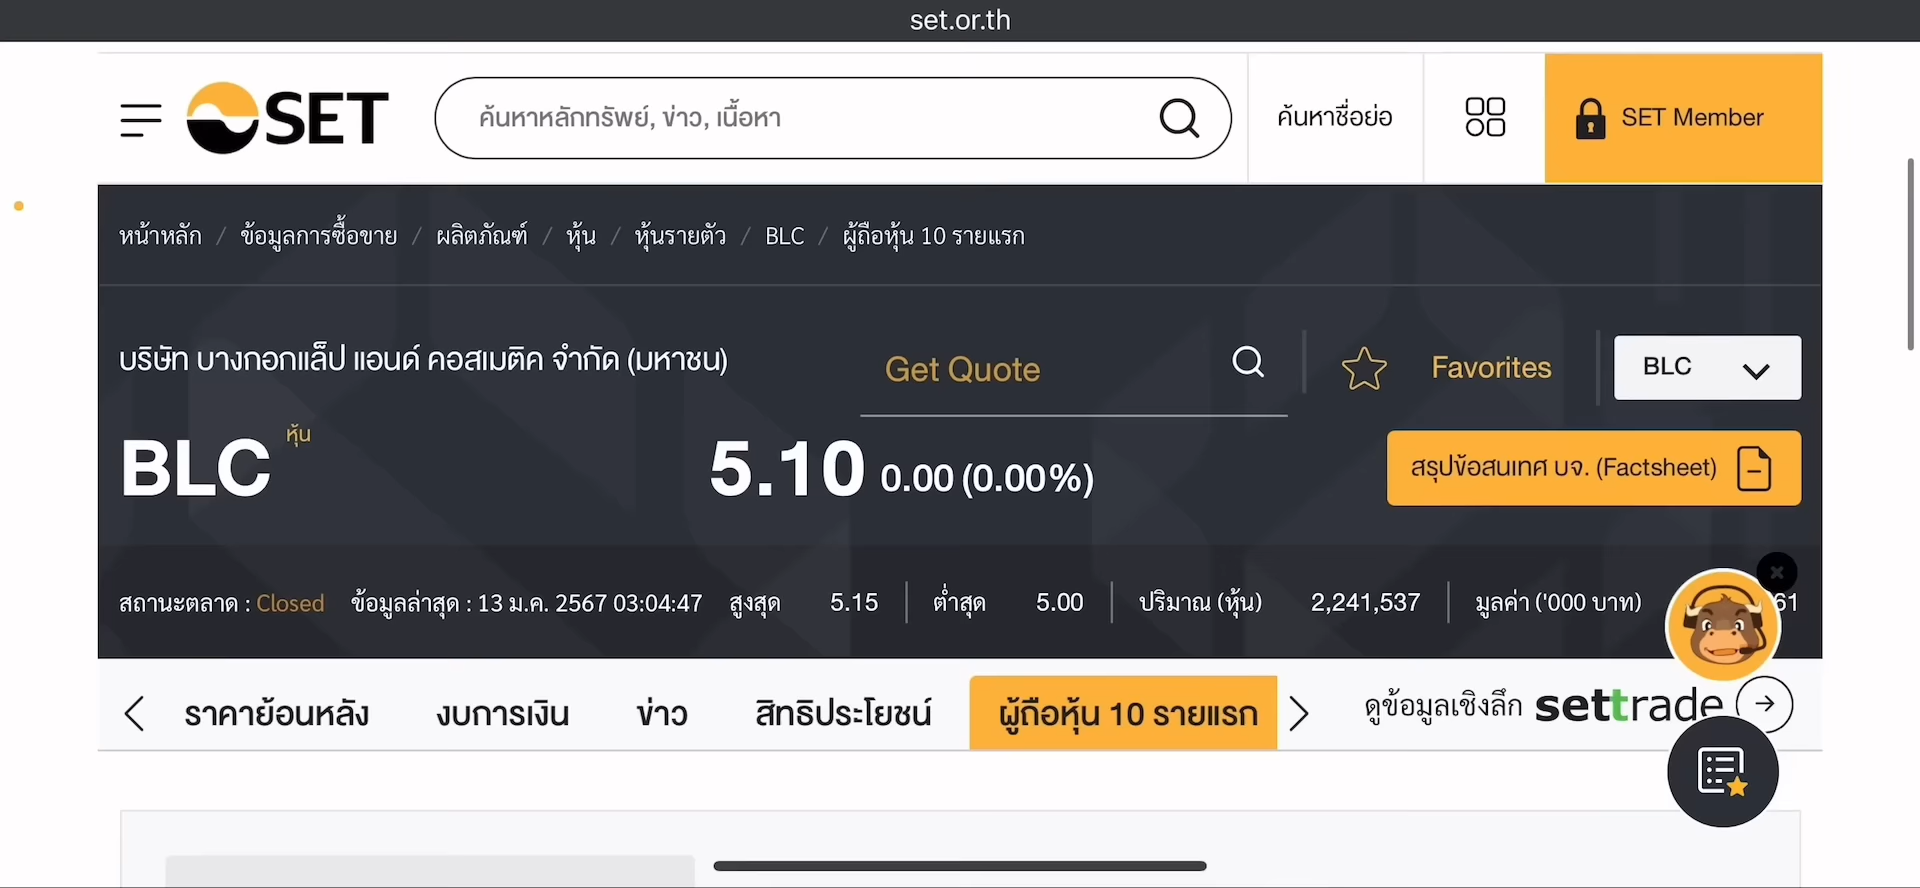 set.or.th
SET
ค้นหาหลักทรัพย์, ข่าว, เนื้อหา
ค้นหาชื่อย่อ
SET Member
หน้าหลัก / ข้อมูลการซื้อขาย / ผลิตภัณฑ์ / หุ้น / หุ้นรายตัว / BLC / ผู้ถือหุ้น 10 รายแรก
บริษัท บางกอกแล็ป แอนด์ คอสเมติค จำกัด (มหาชน)
Get Quote
Favorites
BLC
BLC หุ้น
5.10 0.00 (0.00%)
สรุปข้อสนเทศ บจ. (Factsheet)
สถานะตลาด : Closed ข้อมูลล่าสุด : 13 ม.ค. 2567 03:04:47 สูงสุด 5.15 ต่ำสุด 5.00 ปริมาณ (หุ้น) 2,241,537 มูลค่า ('000 บาท)
ราคาย้อนหลัง งบการเงิน ข่าว สิทธิประโยชน์ ผู้ถือหุ้น 10 รายแรก ดูข้อมูลเชิงลึก settrade